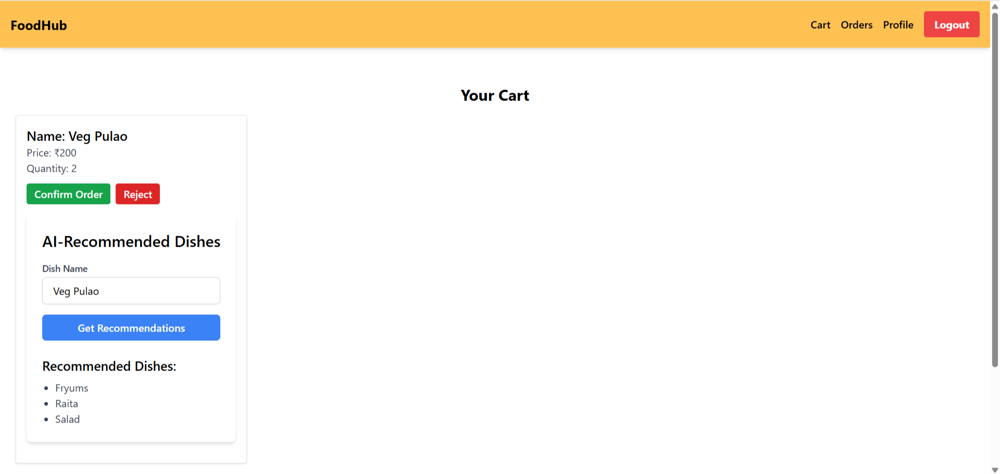 FoodHub
Cart Orders Profile Logout
Your Cart
Name: Veg Pulao
Price: ₹200
Quantity: 2
Confirm Order Reject
AI-Recommended Dishes
Dish Name
Veg Pulao
Get Recommendations
Recommended Dishes:
• Fryums
• Raita
• Salad